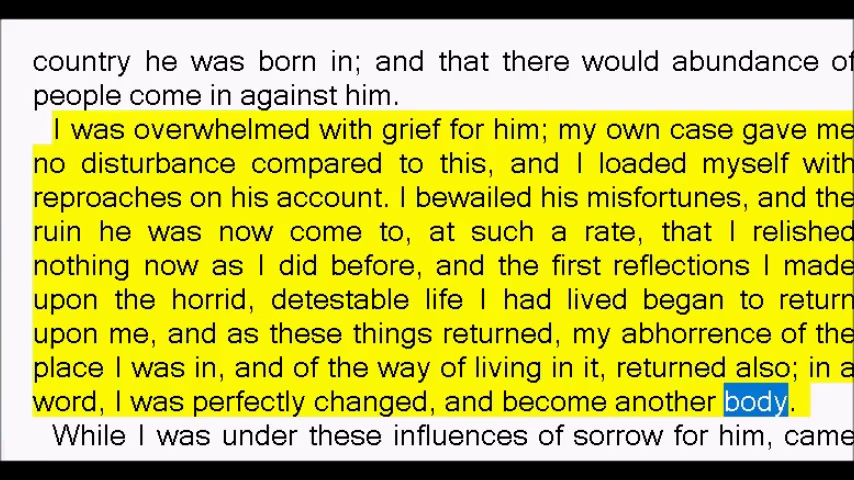 country he was born in; and that there would abundance of
people come in against him.
I was overwhelmed with grief for him; my own case gave me
no disturbance compared to this, and I loaded myself with
reproaches on his account. I bewailed his misfortunes, and the
ruin he was now come to, at such a rate, that I relished
nothing now as I did before, and the first reflections I made
upon the horrid, detestable life I had lived began to return
upon me, and as these things returned, my abhorrence of the
place I was in, and of the way of living in it, returned also; in a
word, I was perfectly changed, and become another body.
While I was under these influences of sorrow for him, came